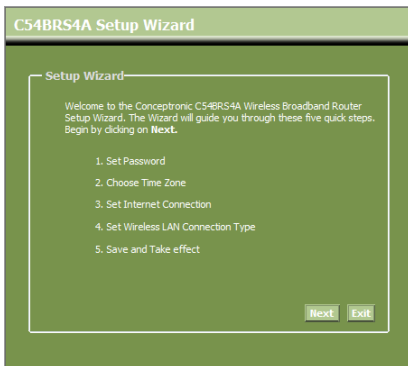 C54BRS4A Setup Wizard
Setup Wizard
Welcome to the Conceptronic C54BRS4A Wireless Broadband Router
Setup Wizard. The Wizard will guide you through these five quick steps.
Begin by clicking on Next.
1. Set Password
2. Choose Time Zone
3. Set Internet Connection
4. Set Wireless LAN Connection Type
5. Save and Take effect
Next Exit